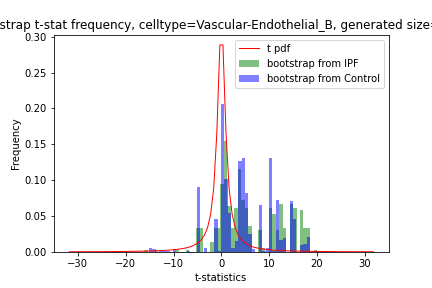 strap t-stat frequency, celltype=Vascular-Endothelial_B, generated size=
0.30
0.25
0.20
0.15
0.10
0.05
0.00
Frequency
t pdf
bootstrap from IPF
bootstrap from Control
−30 −20 −10 0 10 20 30
t-statistics